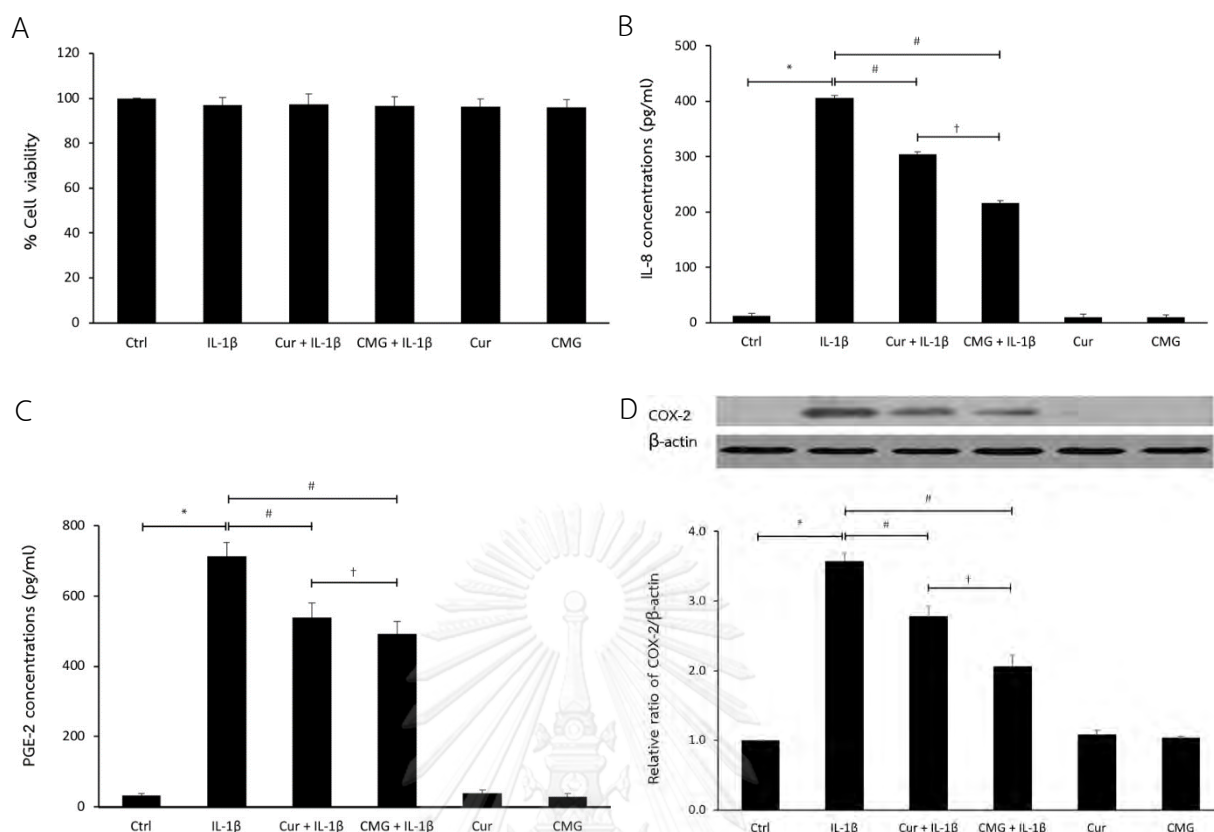 A
% Cell viability
120
100
80
60
40
20
0
Ctrl IL-1β Cur + IL-1β CMG + IL-1β Cur CMG
B
IL-8 concentrations (pg/ml)
500
400
300
200
100
0
* # # †
Ctrl IL-1β Cur + IL-1β CMG + IL-1β Cur CMG
C
PGE-2 concentrations (pg/ml)
800
600
400
200
0
* # # †
Ctrl IL-1β Cur + IL-1β CMG + IL-1β Cur CMG
D
COX-2
β-actin
Relative ratio of COX-2/β-actin
4.0
3.0
2.0
1.0
0.0
* # # †
Ctrl IL-1β Cur + IL-1β CMG + IL-1β Cur CMG